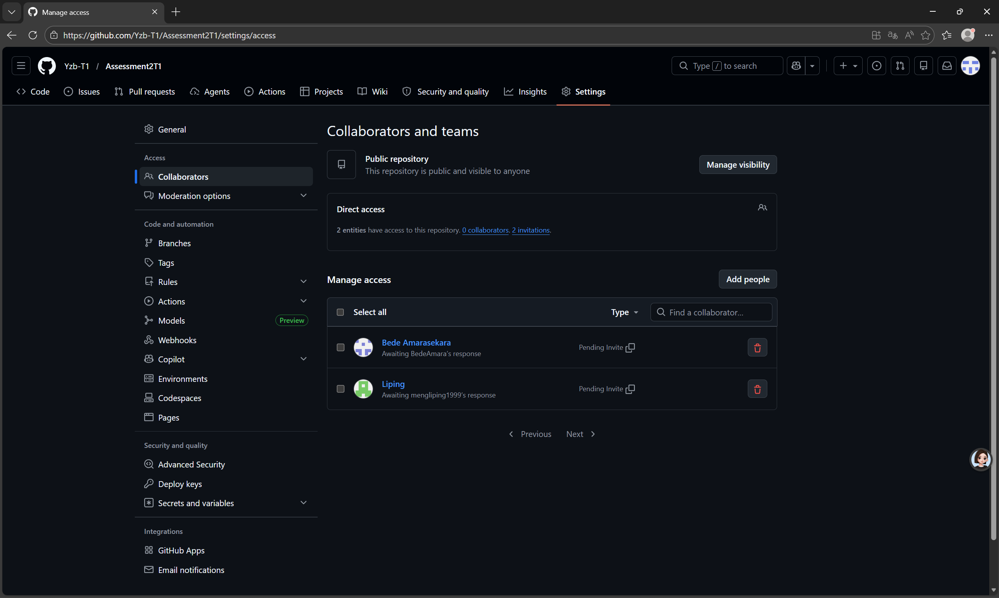 Manage access
https://github.com/Yzb-T1/Assessment2T1/settings/access
Yzb-T1 / Assessment2T1
Type / to search
Code
Issues
Pull requests
Agents
Actions
Projects
Wiki
Security and quality
Insights
Settings
General
Access
Collaborators
Moderation options
Code and automation
Branches
Tags
Rules
Actions
Models
Preview
Webhooks
Copilot
Environments
Codespaces
Pages
Security and quality
Advanced Security
Deploy keys
Secrets and variables
Integrations
GitHub Apps
Email notifications
Collaborators and teams
Public repository
This repository is public and visible to anyone
Manage visibility
Direct access
2 entities have access to this repository. 0 collaborators. 2 invitations.
Manage access
Add people
Select all
Type
Find a collaborator...
Bede Amarasekara
Awaiting BedeAmara's response
Pending Invite
Liping
Awaiting mengliping1999's response
Pending Invite
Previous
Next